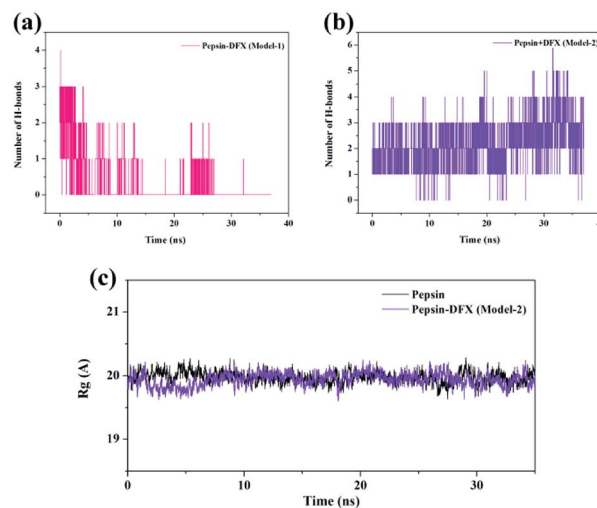 (a)
Pepsin-DFX (Model-1)
Number of H-bonds
4
3
2
1
0
0
10
20
30
40
Time (ns)
(b)
Pepsin+DFX (Model-2)
Number of H-bonds
6
5
4
3
2
1
0
0
10
20
30
40
Time (ns)
(c)
Pepsin
Pepsin-DFX (Model-2)
Rg (A)
21
20
19
0
10
20
30
Time (ns)